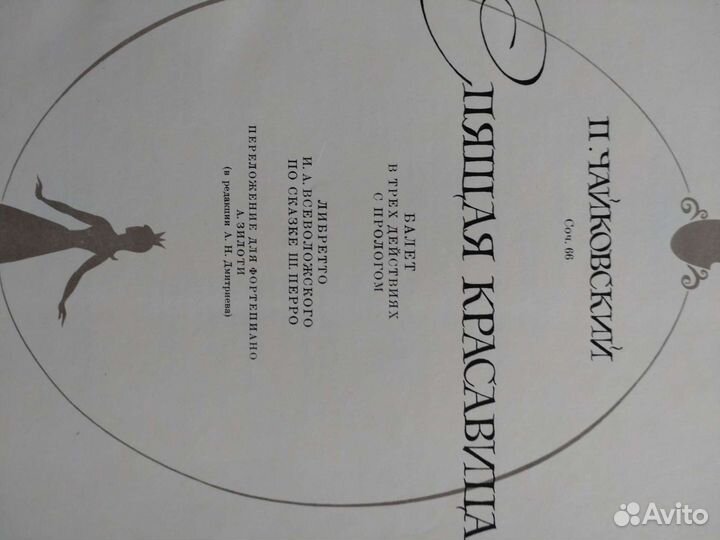 П. ЧАЙКОВСКИЙ
Соч. 66
СПЯЩАЯ КРАСАВИЦА
БАЛЕТ
В ТРЕХ ДЕЙСТВИЯХ
С ПРОЛОГОМ
ЛИБРЕТТО
И. А. ВСЕВОЛОЖСКОГО
ПО СКАЗКЕ Ш. ПЕРРО
ПЕРЕЛОЖЕНИЕ ДЛЯ ФОРТЕПИАНО
А. ЗИЛОТИ
(в редакции А. Н. Дмитриева)
Avito